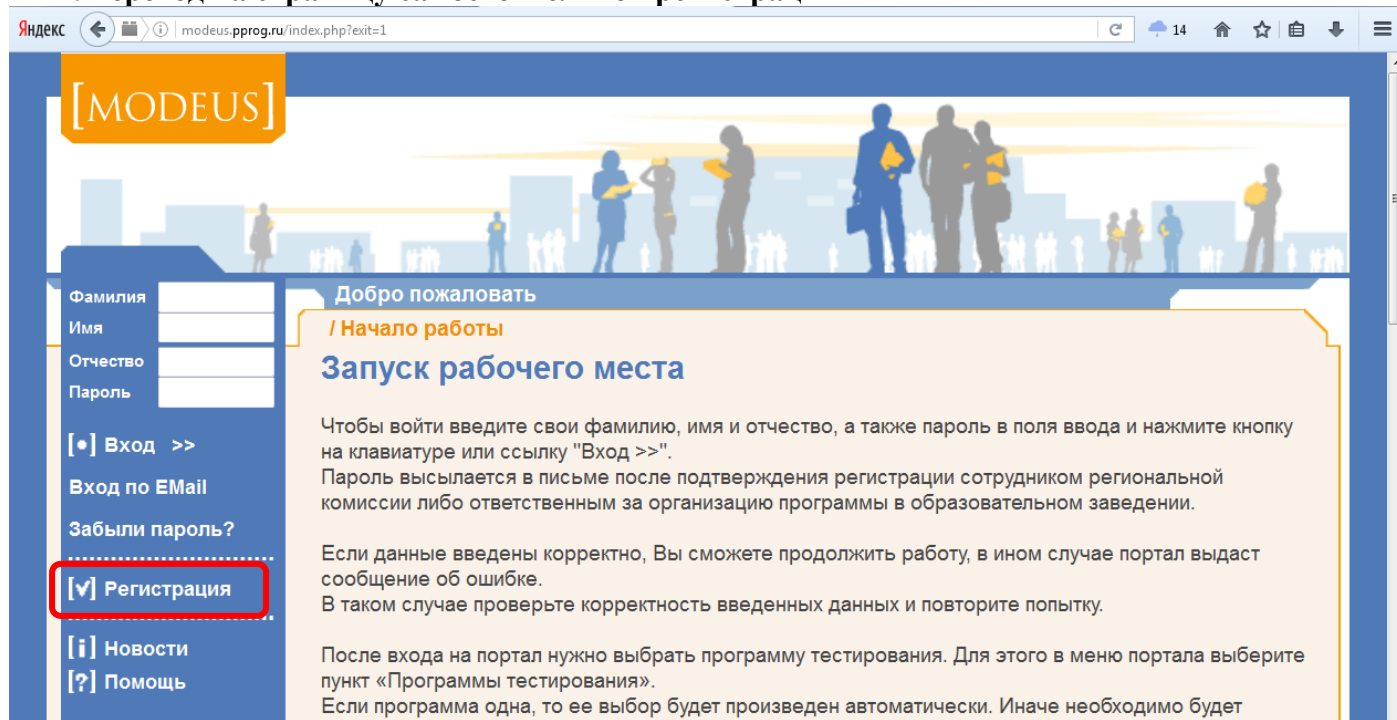 Яндекс
modeus.pprog.ru/index.php?exit=1
14
[MODEUS]
Фамилия
Имя
Отчество
Пароль
[•] Вход >>
Вход по EMail
Забыли пароль?
[v] Регистрация
[i] Новости
[?] Помощь
Добро пожаловать
/ Начало работы
Запуск рабочего места
Чтобы войти введите свои фамилию, имя и отчество, а также пароль в поля ввода и нажмите кнопку
на клавиатуре или ссылку "Вход >>".
Пароль высылается в письме после подтверждения регистрации сотрудником региональной
комиссии либо ответственным за организацию программы в образовательном заведении.
Если данные введены корректно, Вы сможете продолжить работу, в ином случае портал выдаст
сообщение об ошибке.
В таком случае проверьте корректность введенных данных и повторите попытку.
После входа на портал нужно выбрать программу тестирования. Для этого в меню портала выберите
пункт «Программы тестирования».
Если программа одна, то ее выбор будет произведен автоматически. Иначе необходимо будет